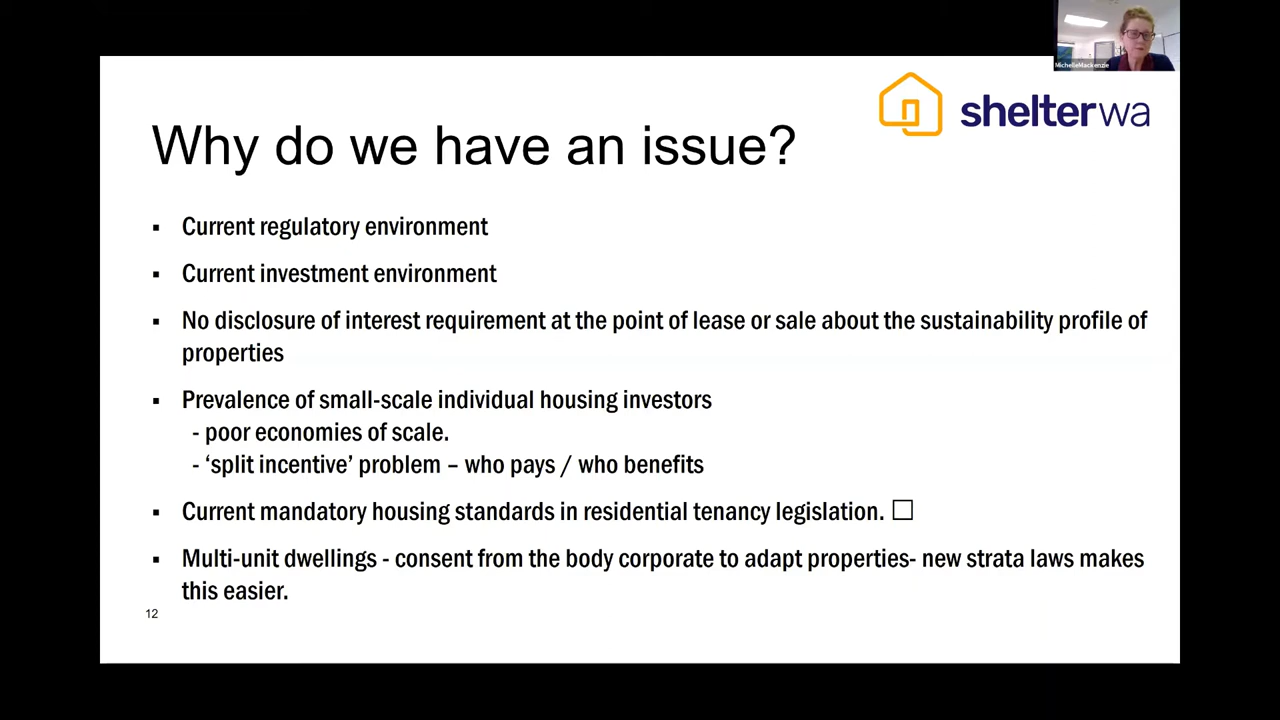 MichelleMackenzie
shelterwa
Why do we have an issue?
▪ Current regulatory environment
▪ Current investment environment
▪ No disclosure of interest requirement at the point of lease or sale about the sustainability profile of
properties
▪ Prevalence of small-scale individual housing investors
- poor economies of scale.
- ‘split incentive’ problem – who pays / who benefits
▪ Current mandatory housing standards in residential tenancy legislation. ☐
▪ Multi-unit dwellings - consent from the body corporate to adapt properties- new strata laws makes
this easier.
12